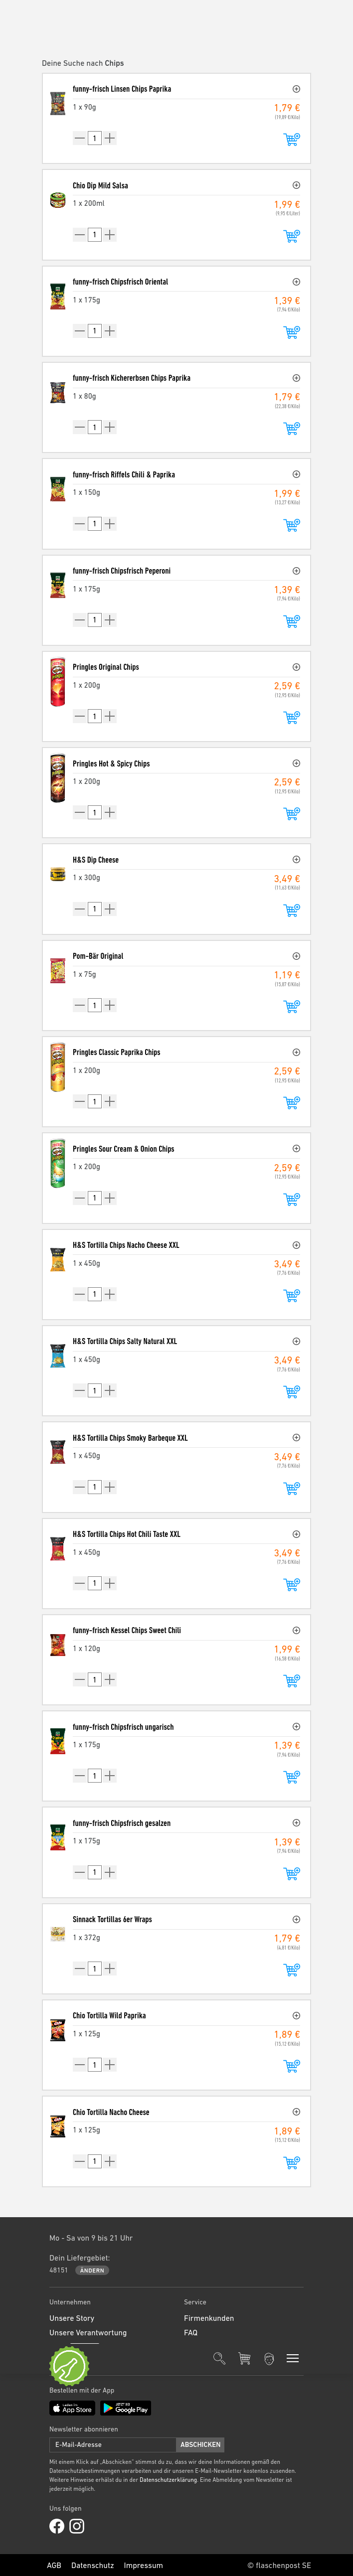 Deine Suche nach Chips
funny-frisch Linsen Chips Paprika
1 x 90g
1,79 €
(19,89 €/Kilo)
1
Chio Dip Mild Salsa
1 x 200ml
1,99 €
(9,95 €/Liter)
1
funny-frisch Chipsfrisch Oriental
1 x 175g
1,39 €
(7,94 €/Kilo)
1
funny-frisch Kichererbsen Chips Paprika
1 x 80g
1,79 €
(22,38 €/Kilo)
1
funny-frisch Riffels Chili & Paprika
1 x 150g
1,99 €
(13,27 €/Kilo)
1
funny-frisch Chipsfrisch Peperoni
1 x 175g
1,39 €
(7,94 €/Kilo)
1
Pringles Original Chips
1 x 200g
2,59 €
(12,95 €/Kilo)
1
Pringles Hot & Spicy Chips
1 x 200g
2,59 €
(12,95 €/Kilo)
1
H&S Dip Cheese
1 x 300g
3,49 €
(11,63 €/Kilo)
1
Pom-Bär Original
1 x 75g
1,19 €
(15,87 €/Kilo)
1
Pringles Classic Paprika Chips
1 x 200g
2,59 €
(12,95 €/Kilo)
1
Pringles Sour Cream & Onion Chips
1 x 200g
2,59 €
(12,95 €/Kilo)
1
H&S Tortilla Chips Nacho Cheese XXL
1 x 450g
3,49 €
(7,76 €/Kilo)
1
H&S Tortilla Chips Salty Natural XXL
1 x 450g
3,49 €
(7,76 €/Kilo)
1
H&S Tortilla Chips Smoky Barbeque XXL
1 x 450g
3,49 €
(7,76 €/Kilo)
1
H&S Tortilla Chips Hot Chili Taste XXL
1 x 450g
3,49 €
(7,76 €/Kilo)
1
funny-frisch Kessel Chips Sweet Chili
1 x 120g
1,99 €
(16,58 €/Kilo)
1
funny-frisch Chipsfrisch ungarisch
1 x 175g
1,39 €
(7,94 €/Kilo)
1
funny-frisch Chipsfrisch gesalzen
1 x 175g
1,39 €
(7,94 €/Kilo)
1
Sinnack Tortillas 6er Wraps
1 x 372g
1,79 €
(4,81 €/Kilo)
1
Chio Tortilla Wild Paprika
1 x 125g
1,89 €
(15,12 €/Kilo)
1
Chio Tortilla Nacho Cheese
1 x 125g
1,89 €
(15,12 €/Kilo)
1
Mo - Sa von 9 bis 21 Uhr
Dein Liefergebiet:
48151 ÄNDERN
Unternehmen
Unsere Story
Unsere Verantwortung
Service
Firmenkunden
FAQ
Bestellen mit der App
Laden im App Store
JETZT BEI Google Play
Newsletter abonnieren
E-Mail-Adresse ABSCHICKEN
Mit einem Klick auf „Abschicken“ stimmst du zu, dass wir deine Informationen gemäß den
Datenschutzbestimmungen verarbeiten und dir unseren E-Mail-Newsletter kostenlos zusenden.
Weitere Hinweise erhälst du in der Datenschutzerklärung. Eine Abmeldung vom Newsletter ist
jederzeit möglich.
Uns folgen
AGB Datenschutz Impressum © flaschenpost SE